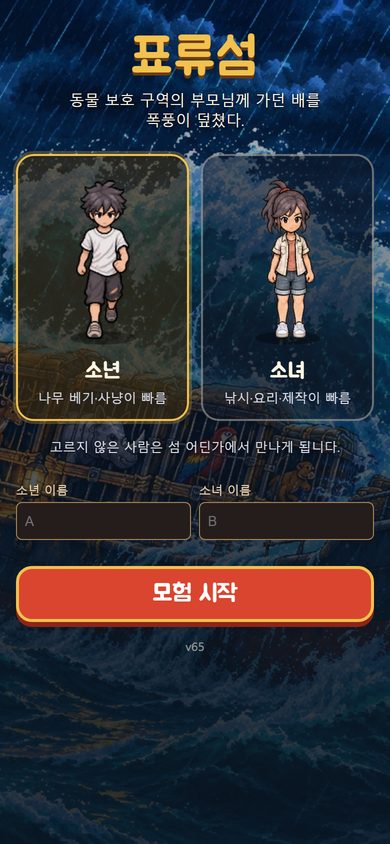 표류섬
동물 보호 구역의 부모님께 가던 배를
폭풍이 덮쳤다.
소년
나무 베기·사냥이 빠름
소녀
낚시·요리·제작이 빠름
고르지 않은 사람은 섬 어딘가에서 만나게 됩니다.
소년 이름
소녀 이름
A
B
모험 시작
v65